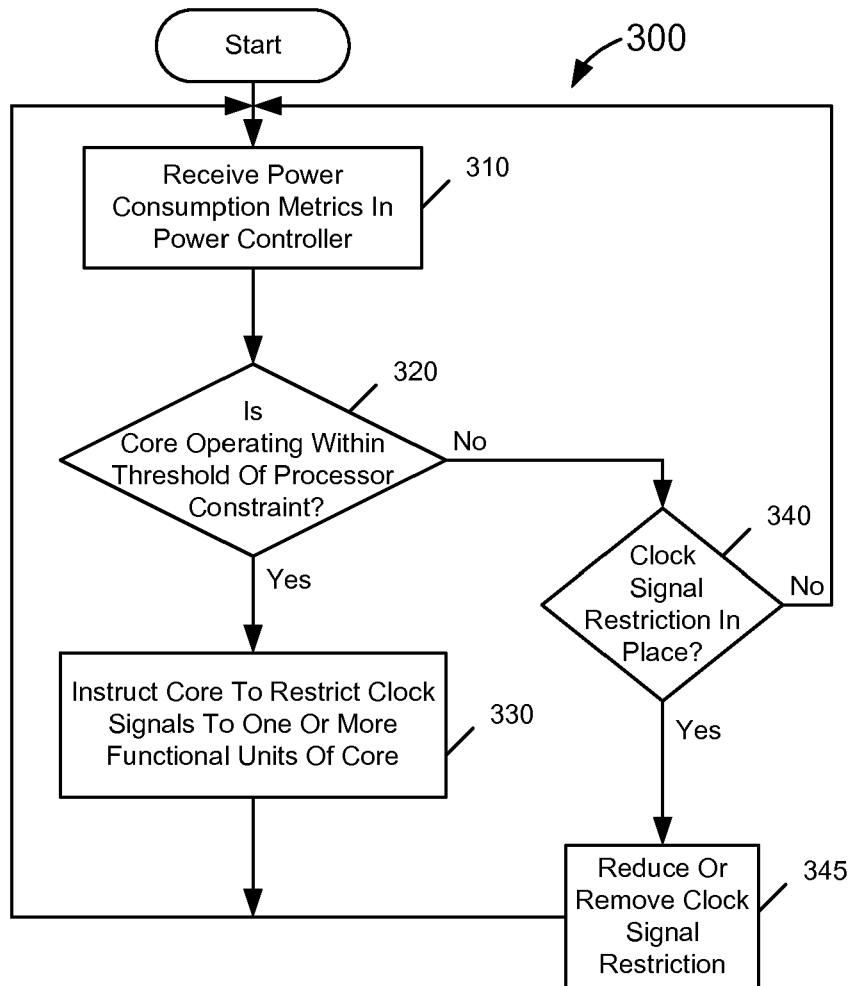 Start
300
Receive Power
Consumption Metrics In
Power Controller
310
Is
Core Operating Within
Threshold Of Processor
Constraint?
320
No
Yes
Clock
Signal
Restriction In
Place?
340
No
Yes
Instruct Core To Restrict Clock
Signals To One Or More
Functional Units Of Core
330
Reduce Or
Remove Clock
Signal
Restriction
345